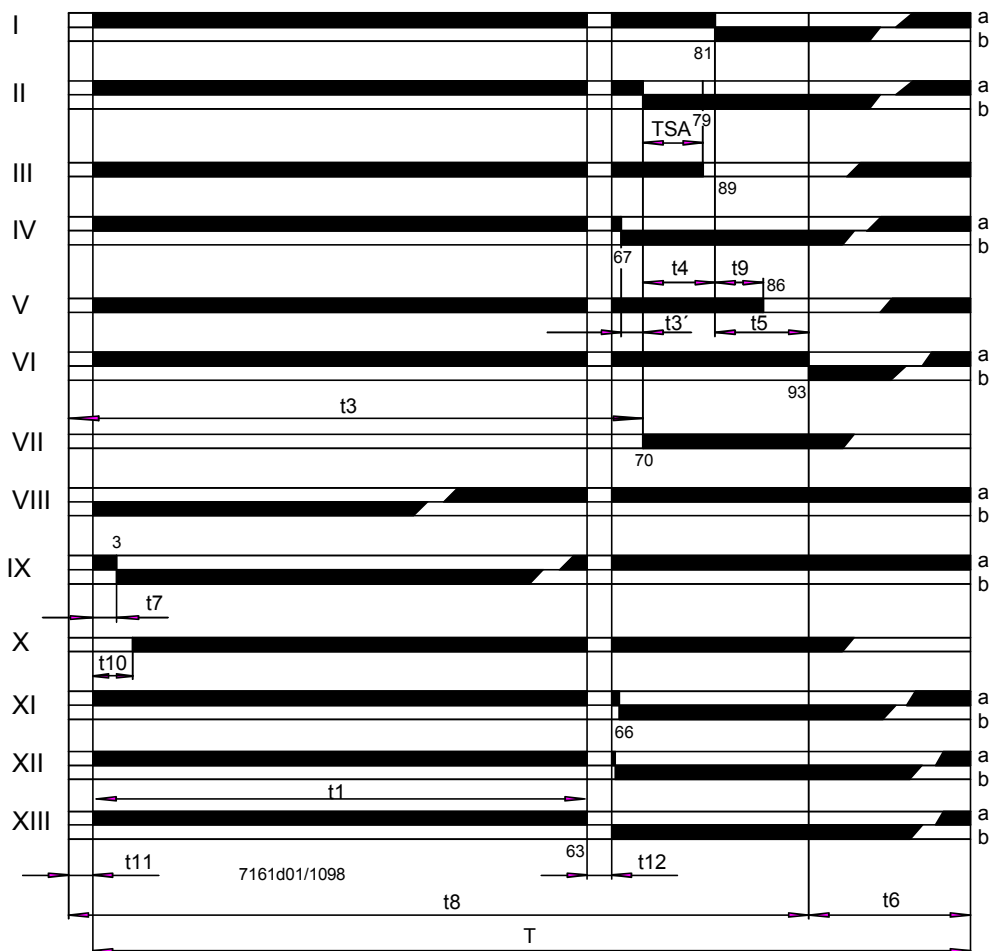 I a
b
81
II a
b
79
TSA
III
89
IV a
b
67
t4 t9
86
V
t3´ t5
VI a
b
93
t3
VII
70
VIII a
b
3
IX a
b
t7
X
t10
XI a
b
66
XII a
b
t1
XIII a
b
63
t11 7161d01/1098 t12
t8 t6
T